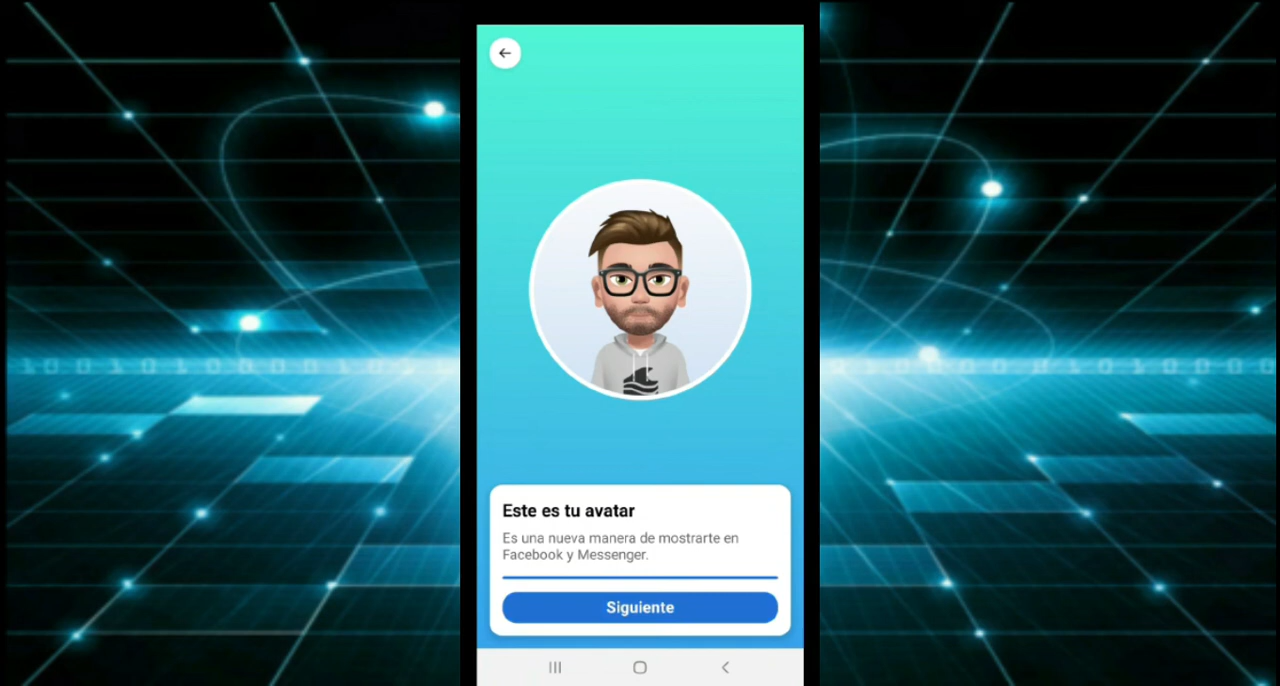 Este es tu avatar
Es una nueva manera de mostrarte en
Facebook y Messenger.
Siguiente